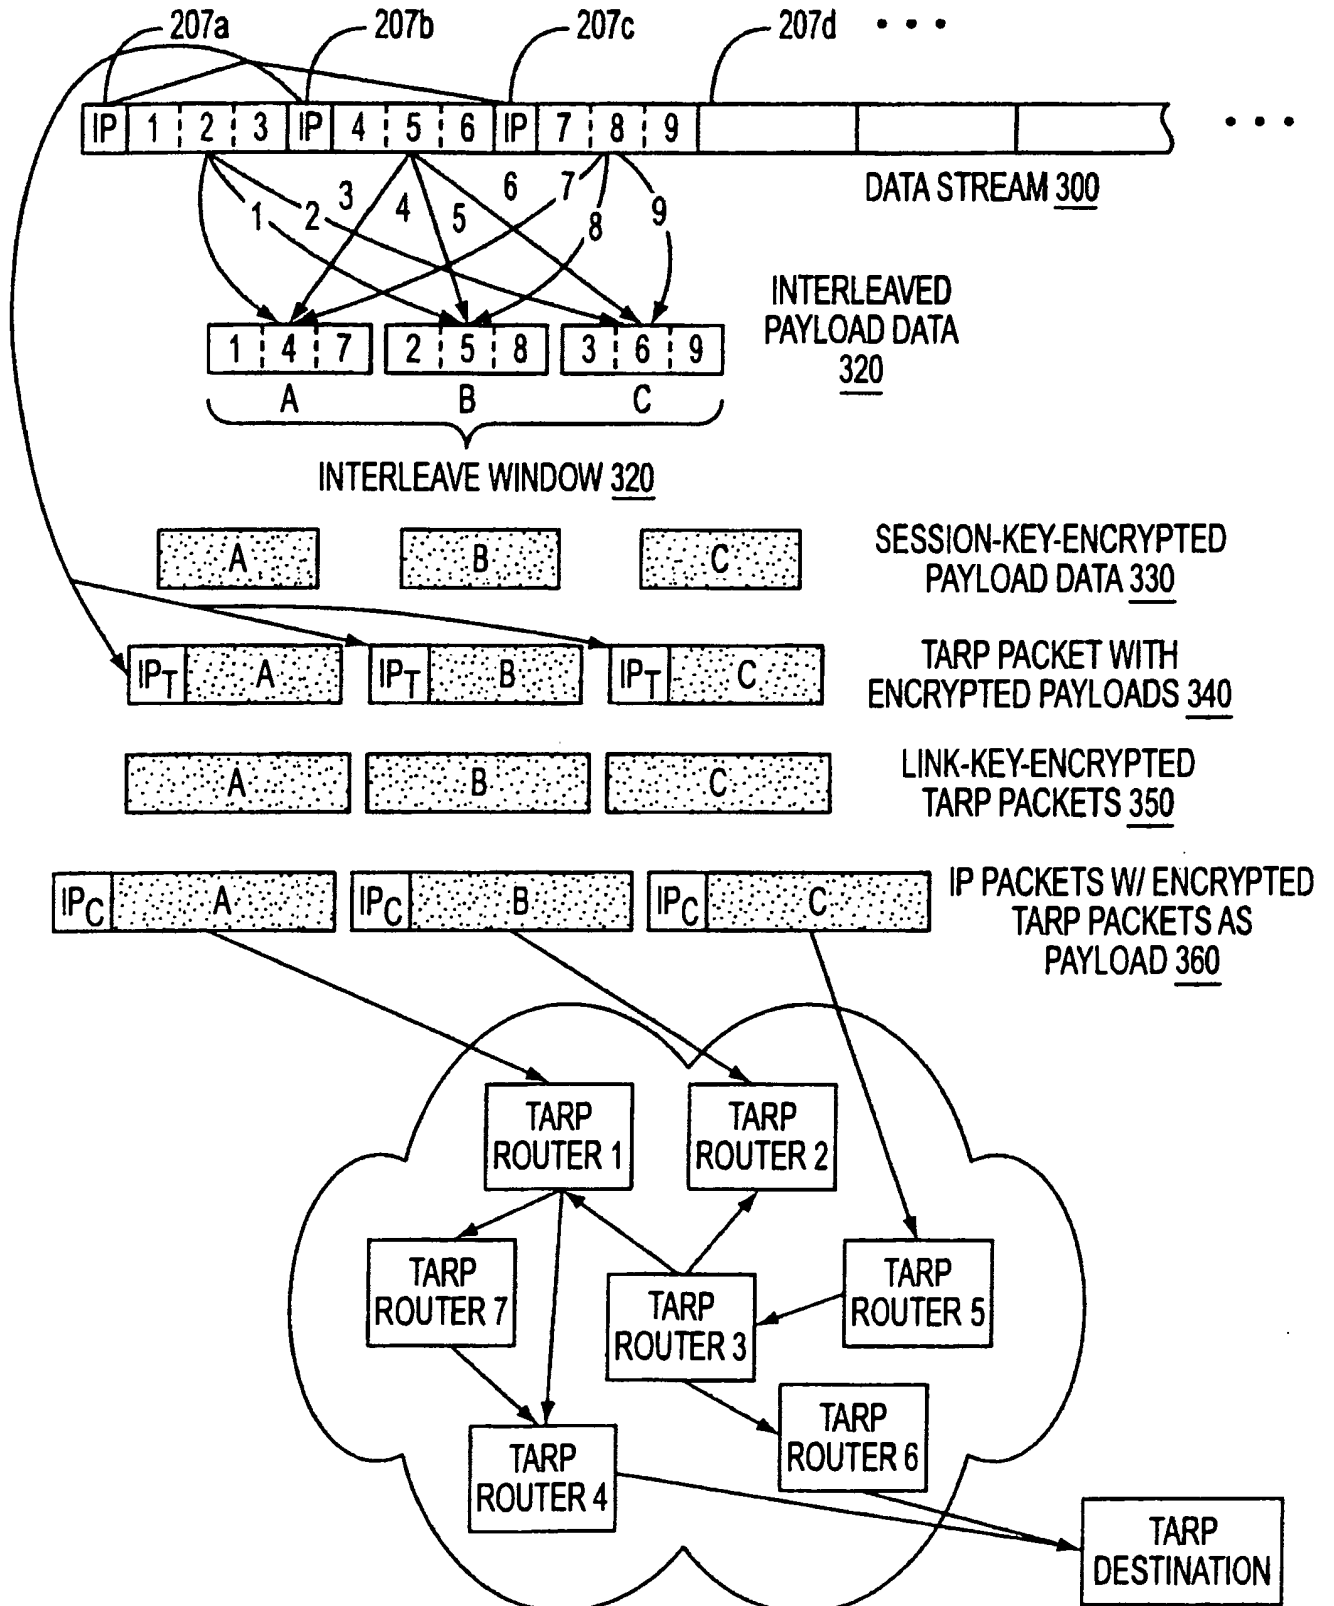 207a 207b 207c 207d • • •
IP 1 2 3 IP 4 5 6 IP 7 8 9 • • •
DATA STREAM 300
1 2 3 4 5 6 7 8 9
INTERLEAVED
PAYLOAD DATA
320
1 4 7 2 5 8 3 6 9
A B C
INTERLEAVE WINDOW 320
A B C
SESSION-KEY-ENCRYPTED
PAYLOAD DATA 330
IPT A IPT B IPT C
TARP PACKET WITH
ENCRYPTED PAYLOADS 340
A B C
LINK-KEY-ENCRYPTED
TARP PACKETS 350
IPC A IPC B IPC C
IP PACKETS W/ ENCRYPTED
TARP PACKETS AS
PAYLOAD 360
TARP
ROUTER 1
TARP
ROUTER 2
TARP
ROUTER 7
TARP
ROUTER 3
TARP
ROUTER 5
TARP
ROUTER 4
TARP
ROUTER 6
TARP
DESTINATION